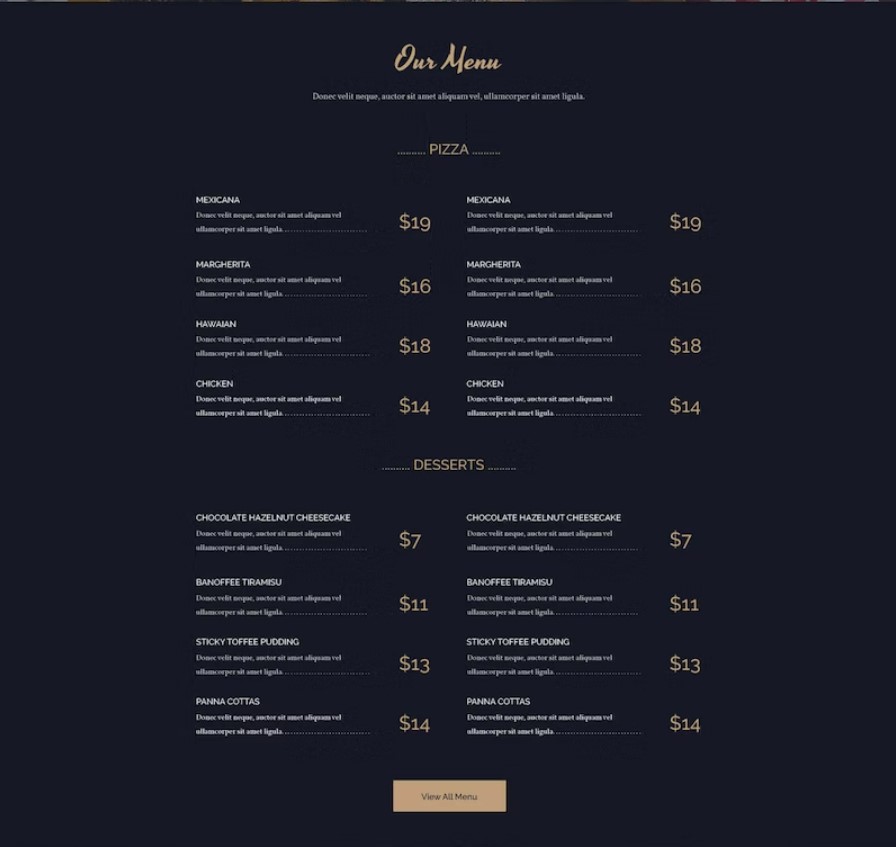 Our Menu
Donec velit neque, auctor sit amet aliquam vel, ullamcorper sit amet ligula.
.......... PIZZA ..........
MEXICANA
Donec velit neque, auctor sit amet aliquam vel
ullamcorper sit amet ligula..............................
$19
MEXICANA
Donec velit neque, auctor sit amet aliquam vel
ullamcorper sit amet ligula..............................
$19
MARGHERITA
Donec velit neque, auctor sit amet aliquam vel
ullamcorper sit amet ligula..............................
$16
MARGHERITA
Donec velit neque, auctor sit amet aliquam vel
ullamcorper sit amet ligula..............................
$16
HAWAIAN
Donec velit neque, auctor sit amet aliquam vel
ullamcorper sit amet ligula..............................
$18
HAWAIAN
Donec velit neque, auctor sit amet aliquam vel
ullamcorper sit amet ligula..............................
$18
CHICKEN
Donec velit neque, auctor sit amet aliquam vel
ullamcorper sit amet ligula..............................
$14
CHICKEN
Donec velit neque, auctor sit amet aliquam vel
ullamcorper sit amet ligula..............................
$14
.......... DESSERTS ..........
CHOCOLATE HAZELNUT CHEESECAKE
Donec velit neque, auctor sit amet aliquam vel
ullamcorper sit amet ligula..............................
$7
CHOCOLATE HAZELNUT CHEESECAKE
Donec velit neque, auctor sit amet aliquam vel
ullamcorper sit amet ligula..............................
$7
BANOFFEE TIRAMISU
Donec velit neque, auctor sit amet aliquam vel
ullamcorper sit amet ligula..............................
$11
BANOFFEE TIRAMISU
Donec velit neque, auctor sit amet aliquam vel
ullamcorper sit amet ligula..............................
$11
STICKY TOFFEE PUDDING
Donec velit neque, auctor sit amet aliquam vel
ullamcorper sit amet ligula..............................
$13
STICKY TOFFEE PUDDING
Donec velit neque, auctor sit amet aliquam vel
ullamcorper sit amet ligula..............................
$13
PANNA COTTAS
Donec velit neque, auctor sit amet aliquam vel
ullamcorper sit amet ligula..............................
$14
PANNA COTTAS
Donec velit neque, auctor sit amet aliquam vel
ullamcorper sit amet ligula..............................
$14
View All Menu